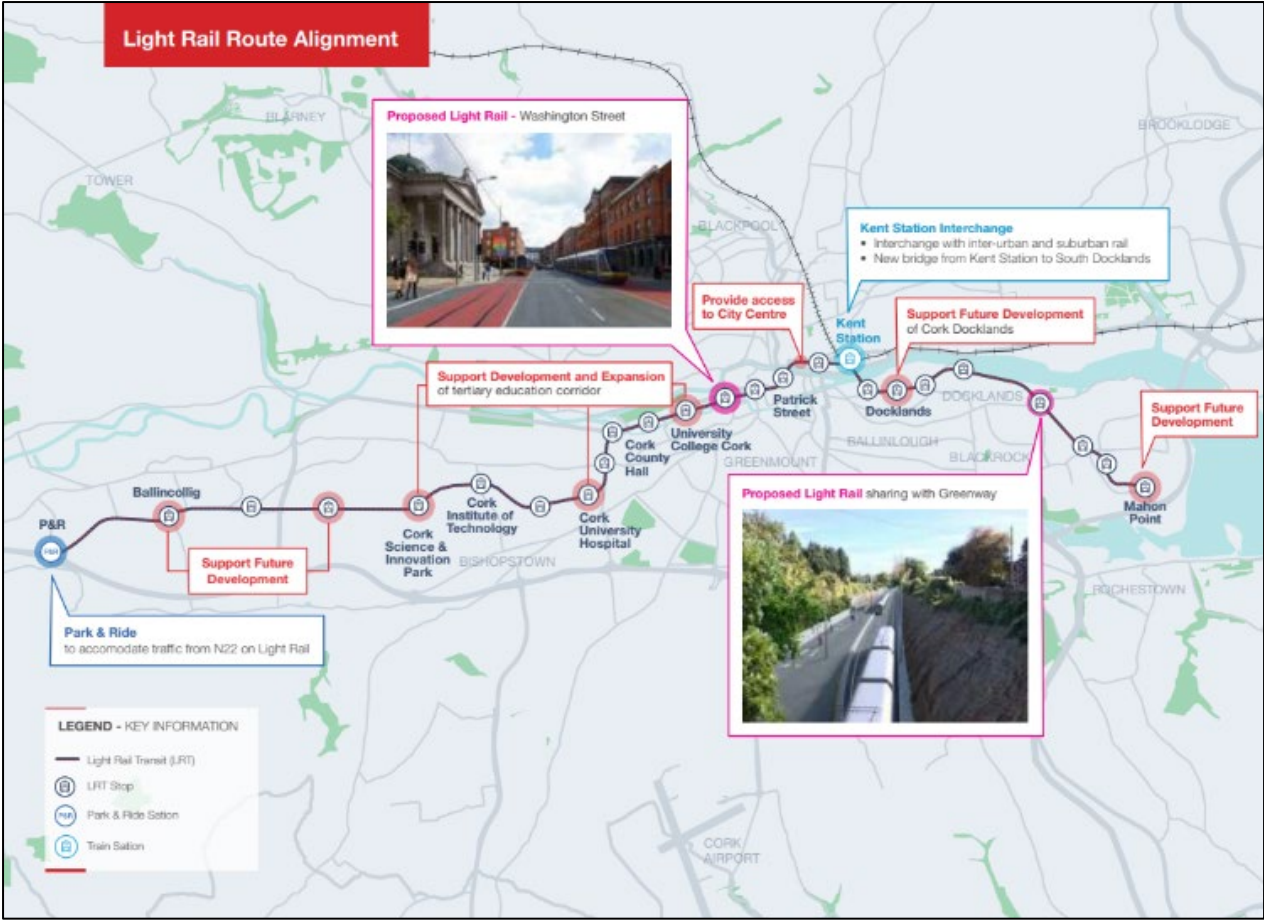 Light Rail Route Alignment
BLARNEY
TOWER
BROOKLODGE
Proposed Light Rail - Washington Street
BLACKPOOL
Kent Station Interchange
• Interchange with inter-urban and suburban rail
• New bridge from Kent Station to South Docklands
Provide access
to City Centre
Kent
Station
Support Future Development
of Cork Docklands
Support Development and Expansion
of tertiary education corridor
Patrick
Street
Docklands
DOCKLANDS
Support Future
Development
University
College Cork
Cork
County
Hall
GREENMOUNT
BALLINLOUGH
BLACKROCK
Mahon
Point
Ballincollig
P&R
P&R
Support Future
Development
Cork
Science &
Innovation
Park
Cork
Institute of
Technology
BISHOPSTOWN
Cork
University
Hospital
Proposed Light Rail sharing with Greenway
ROCHESTOWN
Park & Ride
to accomodate traffic from N22 on Light Rail
LEGEND - KEY INFORMATION
Light Rail Transit (LRT)
LRT Stop
P&R
Park & Ride Sation
Train Sation
CORK
AIRPORT